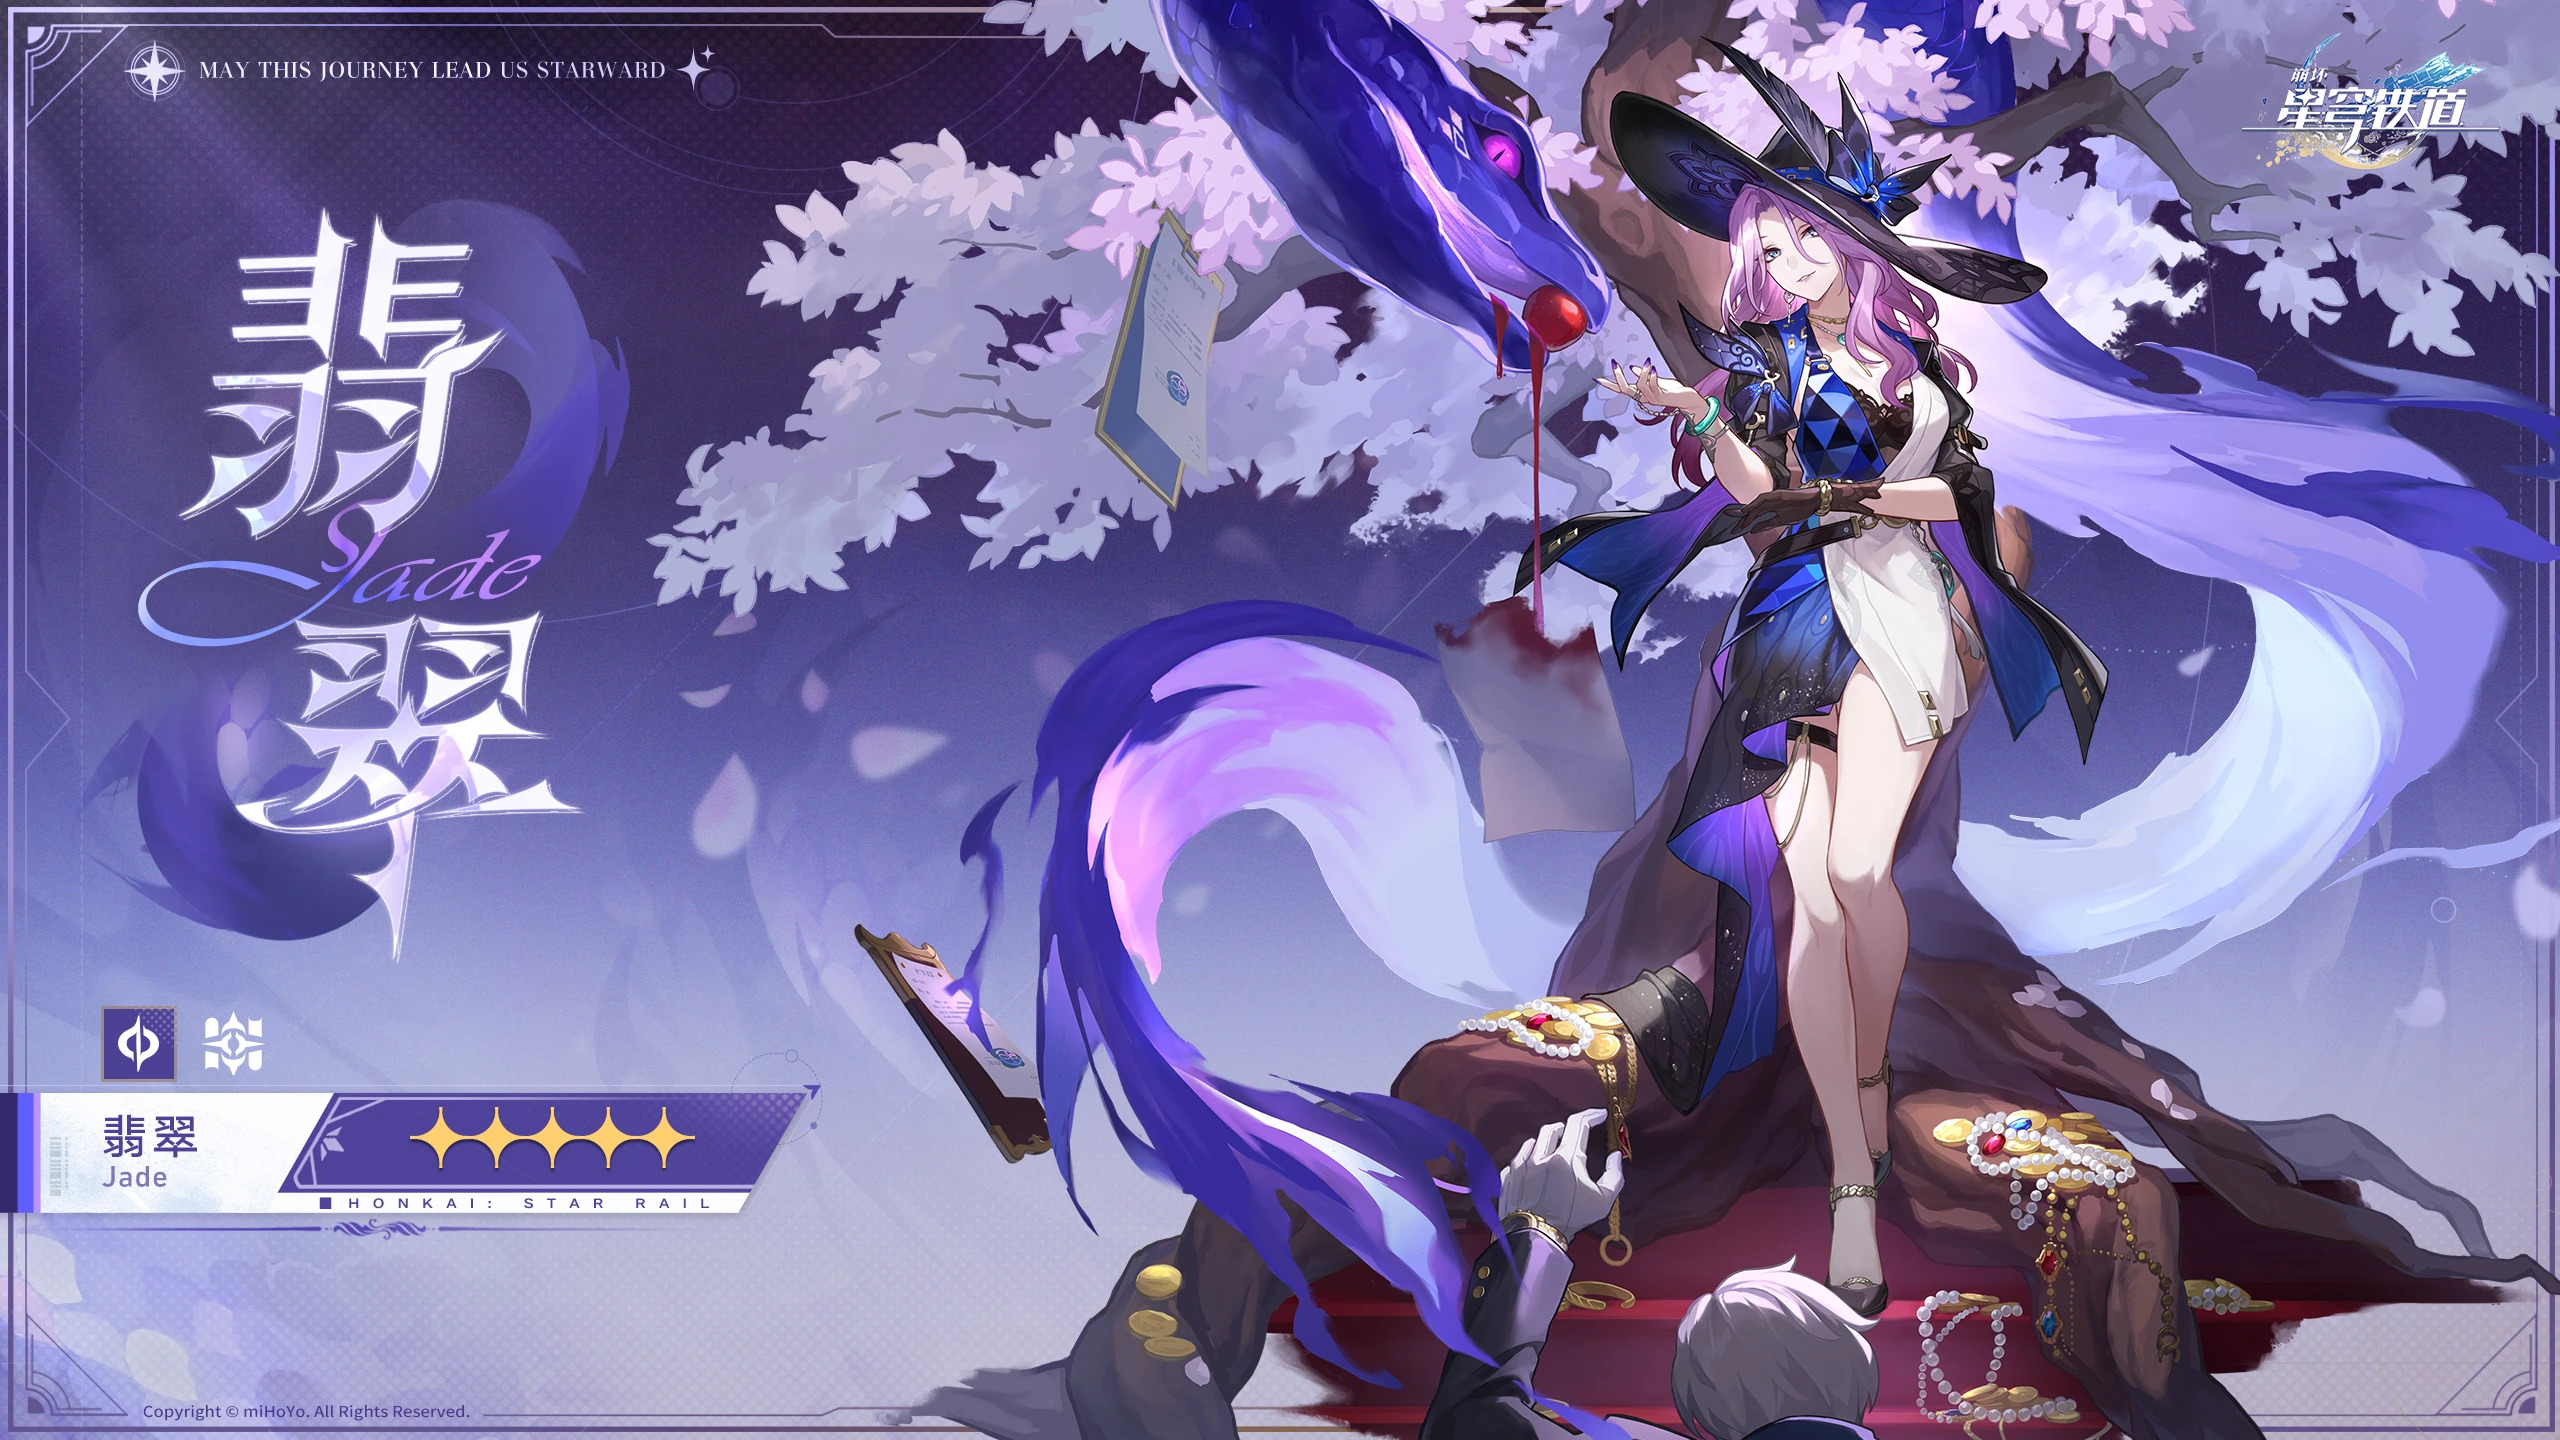 MAY THIS JOURNEY LEAD US STARWARD
崩坏
星穹铁道
翡
Jade
翠
翡翠
Jade
HONKAI: STAR RAIL
Copyright © miHoYo. All Rights Reserved.